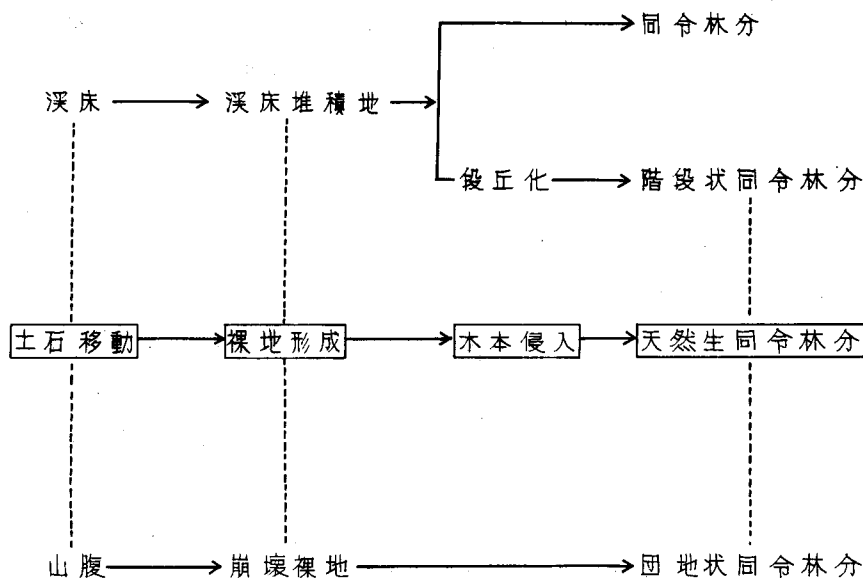 同令林分
渓床 渓床堆積地
段丘化 階段状同令林分
土石移動 裸地形成 木本侵入 天然生同令林分
山腹 崩壊裸地 団地状同令林分